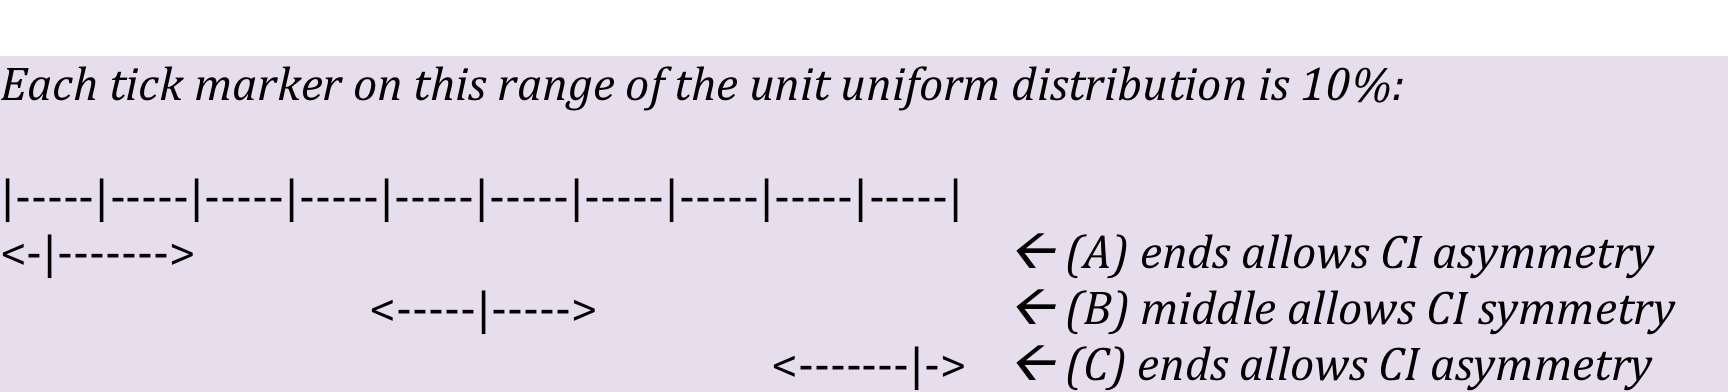 Each tick marker on this range of the unit uniform distribution is 10%:
|-----|-----|-----|-----|-----|-----|-----|-----|-----|-----|
<-|-------> ← (A) ends allows CI asymmetry
<-----|-----> ← (B) middle allows CI symmetry
<-------|-> ← (C) ends allows CI asymmetry